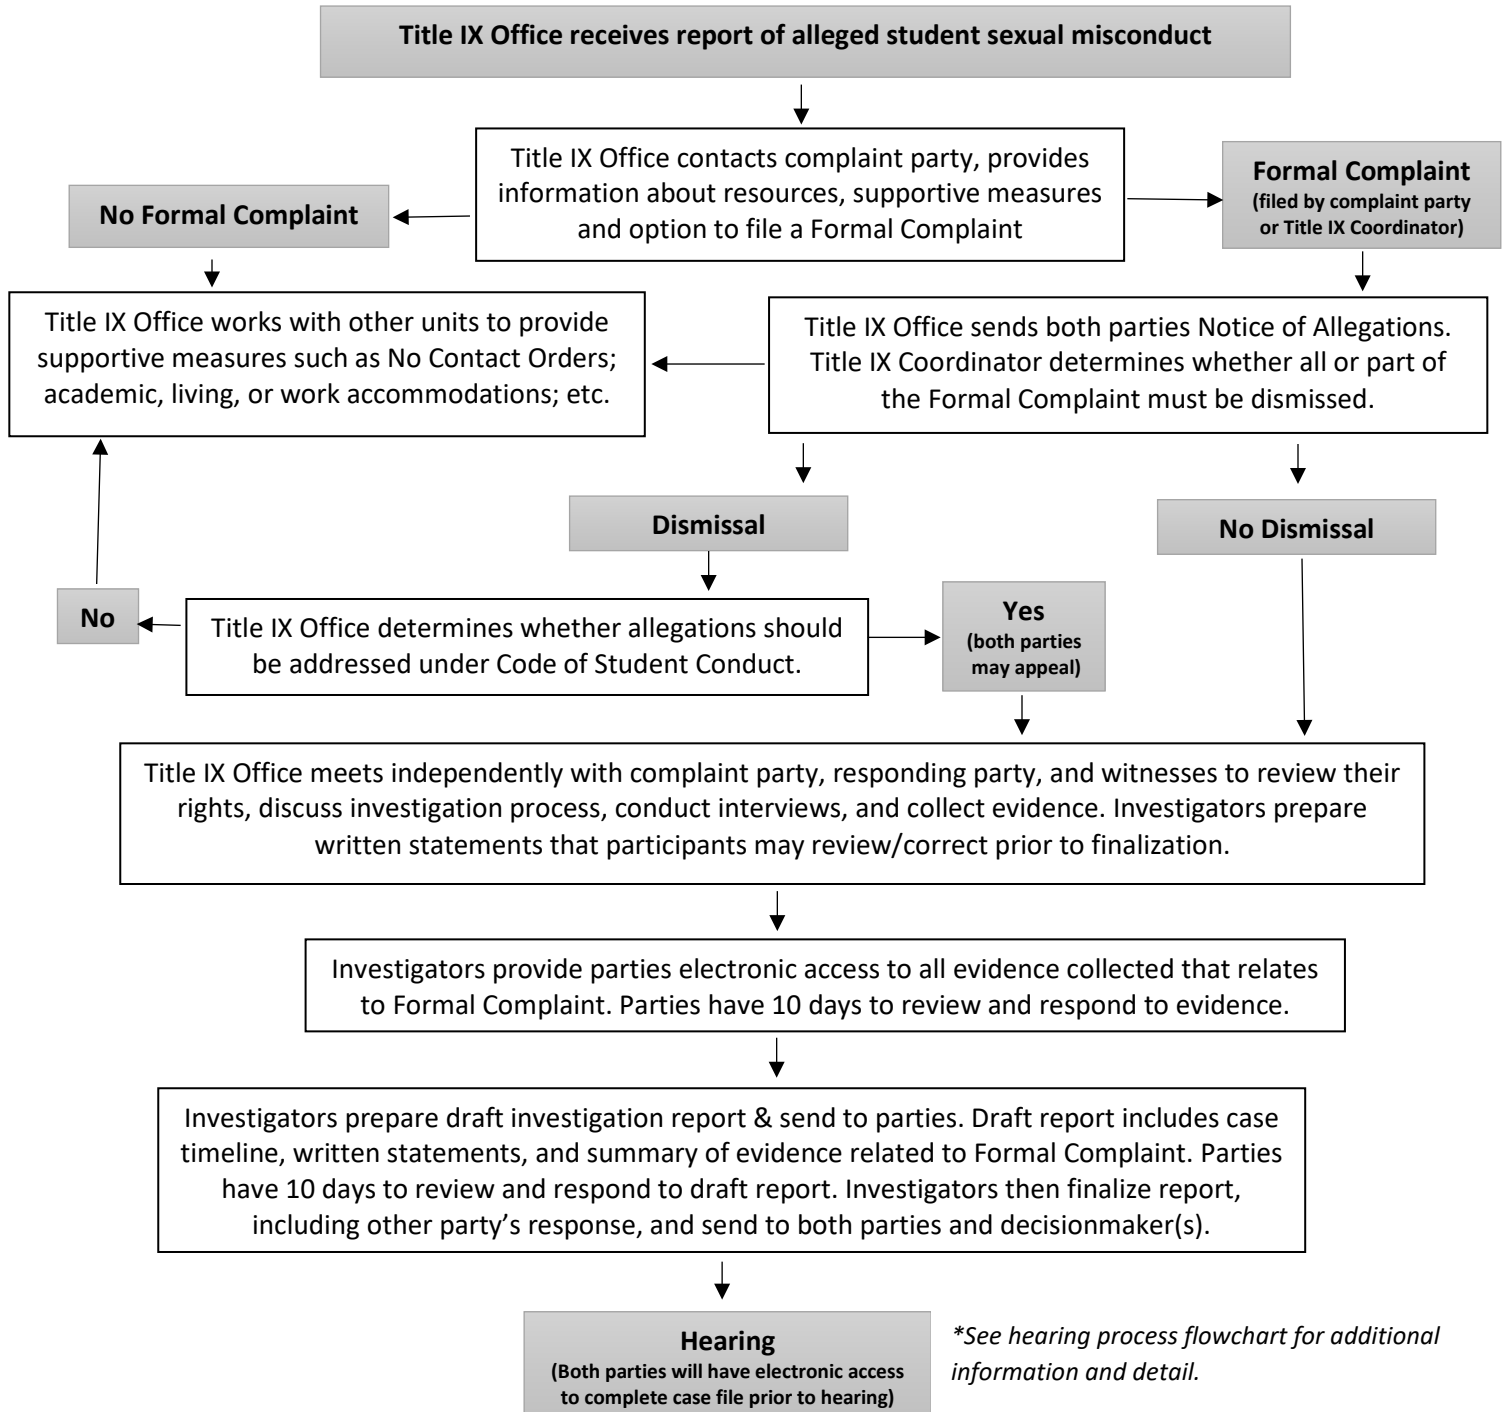 Title IX Office receives report of alleged student sexual misconduct
Title IX Office contacts complaint party, provides
information about resources, supportive measures
and option to file a Formal Complaint
No Formal Complaint
Formal Complaint
(filed by complaint party
or Title IX Coordinator)
Title IX Office works with other units to provide
supportive measures such as No Contact Orders;
academic, living, or work accommodations; etc.
Title IX Office sends both parties Notice of Allegations.
Title IX Coordinator determines whether all or part of
the Formal Complaint must be dismissed.
Dismissal
No Dismissal
No
Title IX Office determines whether allegations should
be addressed under Code of Student Conduct.
Yes
(both parties
may appeal)
Title IX Office meets independently with complaint party, responding party, and witnesses to review their
rights, discuss investigation process, conduct interviews, and collect evidence. Investigators prepare
written statements that participants may review/correct prior to finalization.
Investigators provide parties electronic access to all evidence collected that relates
to Formal Complaint. Parties have 10 days to review and respond to evidence.
Investigators prepare draft investigation report & send to parties. Draft report includes case
timeline, written statements, and summary of evidence related to Formal Complaint. Parties
have 10 days to review and respond to draft report. Investigators then finalize report,
including other party’s response, and send to both parties and decisionmaker(s).
Hearing
(Both parties will have electronic access
to complete case file prior to hearing)
*See hearing process flowchart for additional
information and detail.